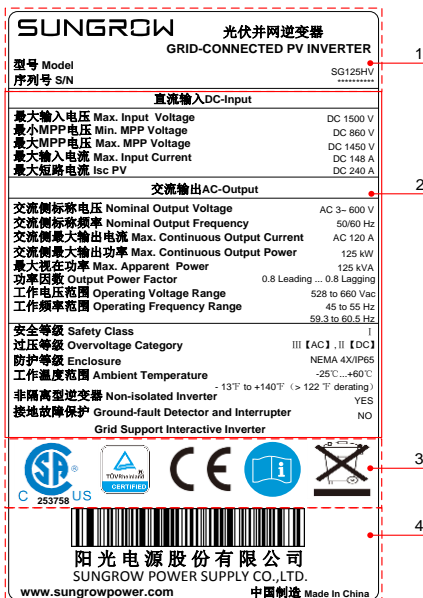 SUNGROW
光伏并网逆变器
GRID-CONNECTED PV INVERTER
型号 Model SG125HV
序列号 S/N **********
1
直流输入DC-Input
最大输入电压 Max. Input Voltage DC 1500 V
最小MPP电压 Min. MPP Voltage DC 860 V
最大MPP电压 Max. MPP Voltage DC 1450 V
最大输入电流 Max. Input Current DC 148 A
最大短路电流 Isc PV DC 240 A
交流输出AC-Output
2
交流侧标称电压 Nominal Output Voltage AC 3~ 600 V
交流侧标称频率 Nominal Output Frequency 50/60 Hz
交流侧最大输出电流 Max. Continuous Output Current AC 120 A
交流侧最大输出功率 Max. Continuous Output Power 125 kW
最大视在功率 Max. Apparent Power 125 kVA
功率因数 Output Power Factor 0.8 Leading ... 0.8 Lagging
工作电压范围 Operating Voltage Range 528 to 660 Vac
工作频率范围 Operating Frequency Range 45 to 55 Hz
59.3 to 60.5 Hz
安全等级 Safety Class I
过压等级 Overvoltage Category III【AC】, II【DC】
防护等级 Enclosure NEMA 4X/IP65
工作温度范围 Ambient Temperature -25℃...+60℃
- 13℉ to +140℉（> 122 ℉ derating）
非隔离型逆变器 Non-isolated Inverter YES
接地故障保护 Ground-fault Detector and Interrupter NO
Grid Support Interactive Inverter
3
SA ®
C 253758 US
TÜVRheinland
CERTIFIED
CE
i
4
阳光电源股份有限公司
SUNGROW POWER SUPPLY CO.,LTD.
www.sungrowpower.com 中国制造 Made In China